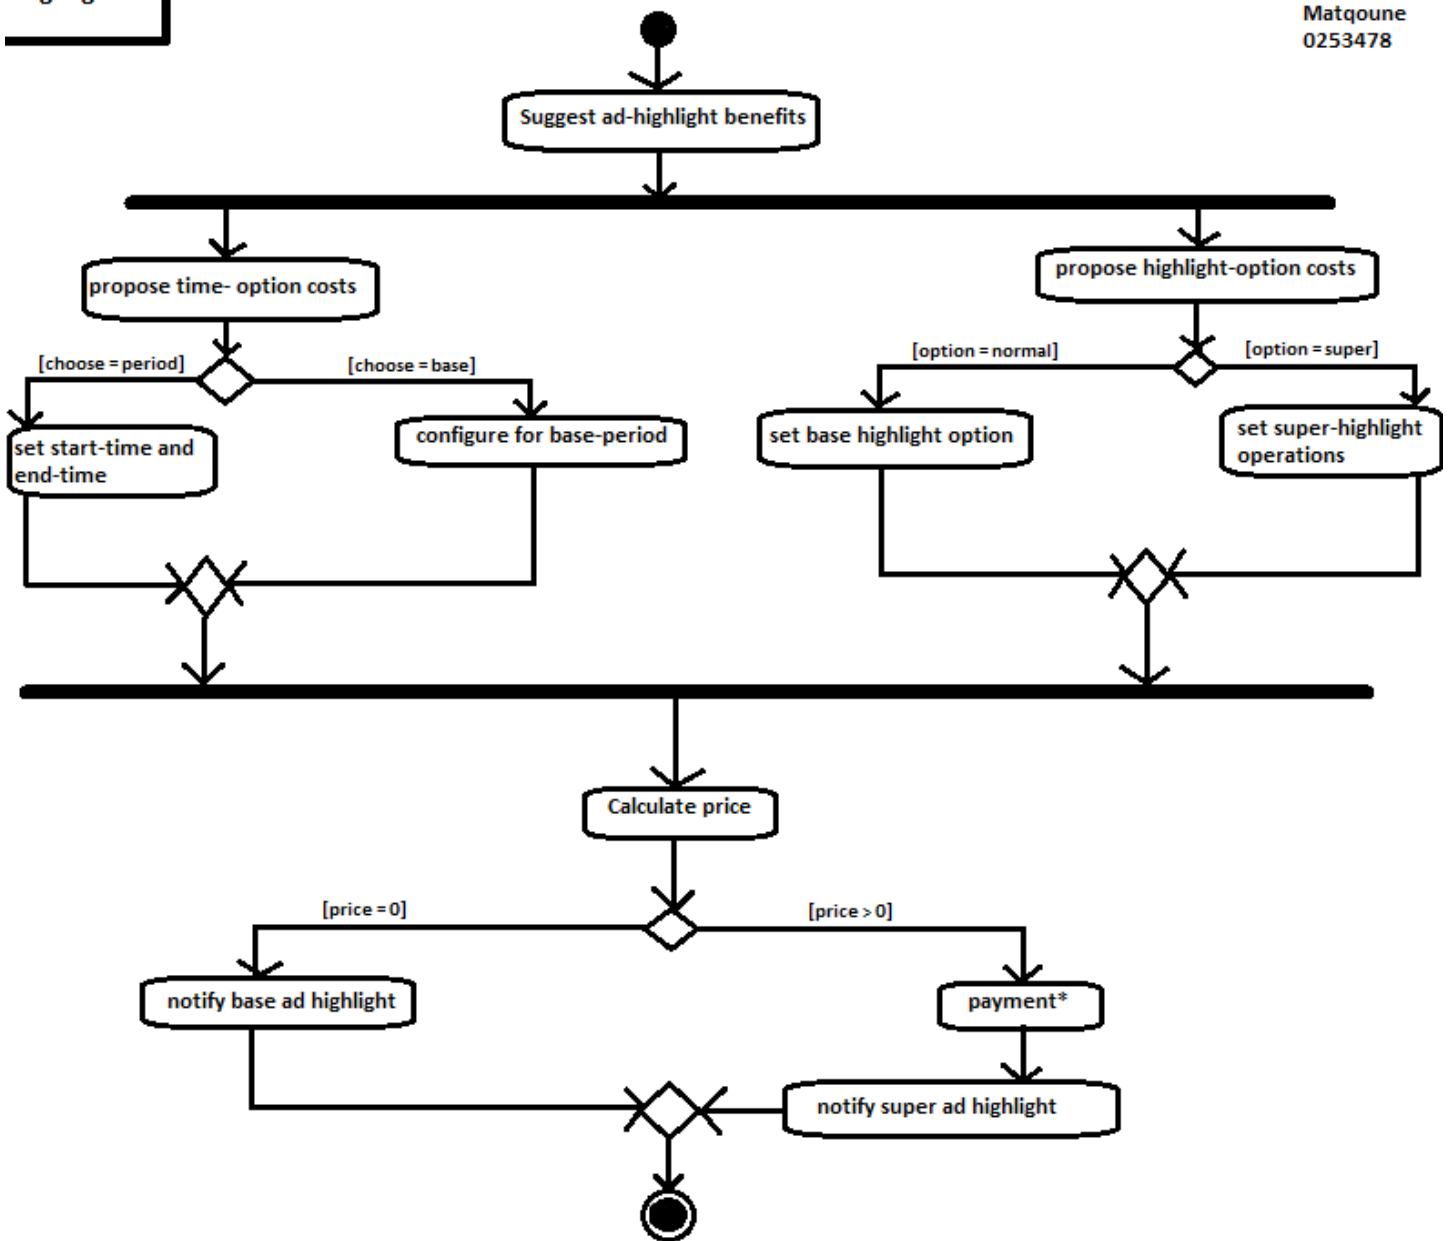 Matqoune
0253478
Suggest ad-highlight benefits
propose time- option costs
propose highlight-option costs
[choose = period]
[choose = base]
[option = normal]
[option = super]
set start-time and
end-time
configure for base-period
set base highlight option
set super-highlight
operations
Calculate price
[price = 0]
[price > 0]
notify base ad highlight
payment*
notify super ad highlight